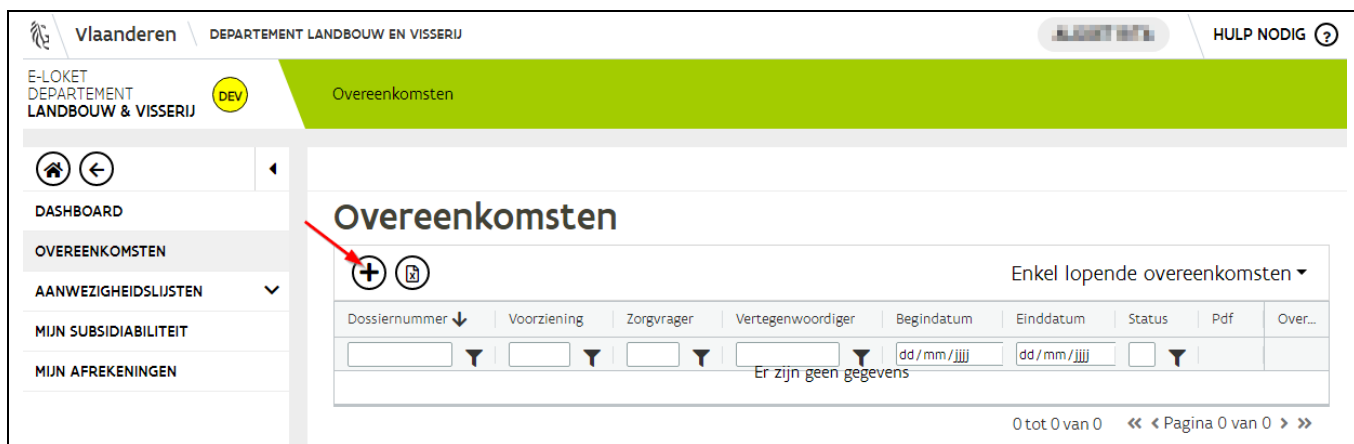 Vlaanderen DEPARTEMENT LANDBOUW EN VISSERIJ HULP NODIG ?
E-LOKET
DEPARTEMENT
LANDBOUW & VISSERIJ
DEV
Overeenkomsten
DASHBOARD
OVEREENKOMSTEN
AANWEZIGHEIDSLIJSTEN
MIJN SUBSIDIABILITEIT
MIJN AFREKENINGEN
Overeenkomsten
Enkel lopende overeenkomsten
Dossiernummer Voorziening Zorgvrager Vertegenwoordiger Begindatum Einddatum Status Pdf Over...
dd/mm/jjjj dd/mm/jjjj
Er zijn geen gegevens
0 tot 0 van 0 Pagina 0 van 0